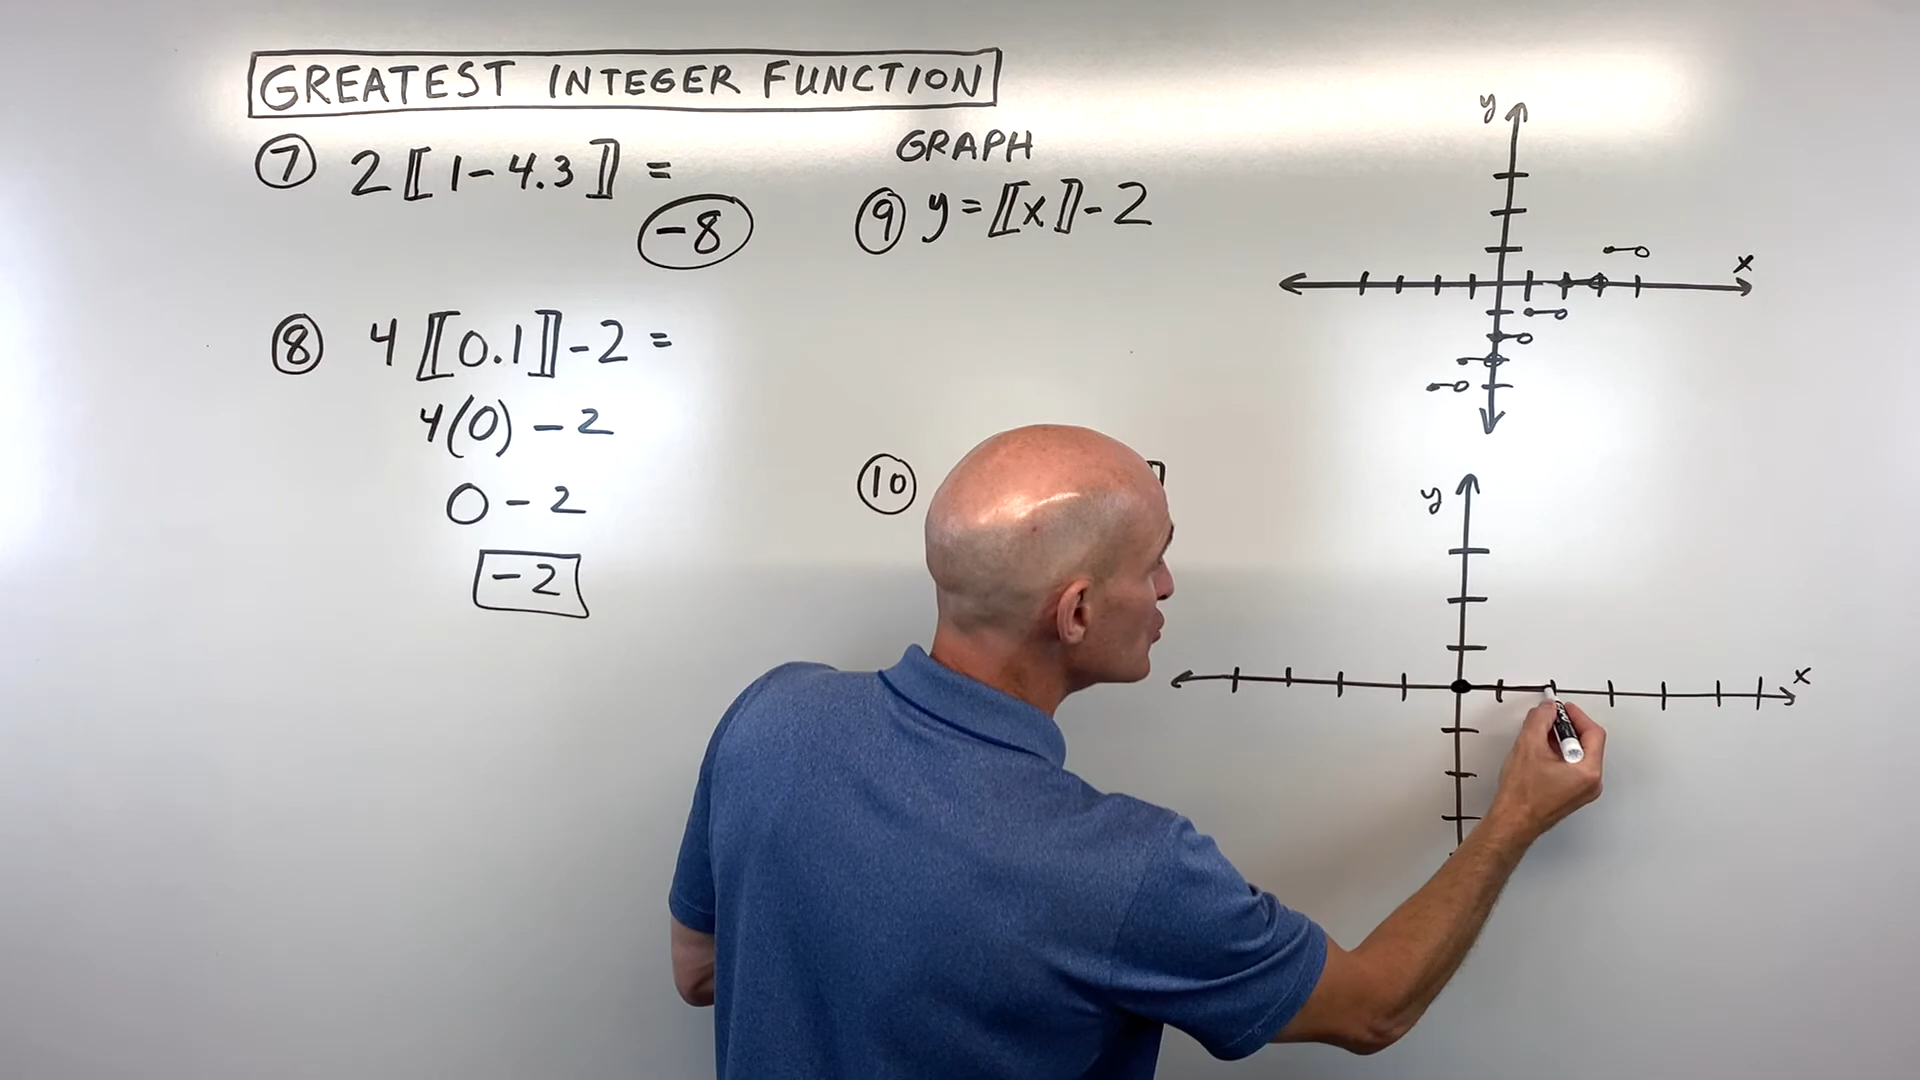 GREATEST INTEGER FUNCTION
⑦ 2⟦1-4.3⟧ =
-8
⑧ 4⟦0.1⟧-2 =
4(0) - 2
0 - 2
-2
GRAPH
⑨ y=⟦x⟧-2
⑩
y
x
y
x